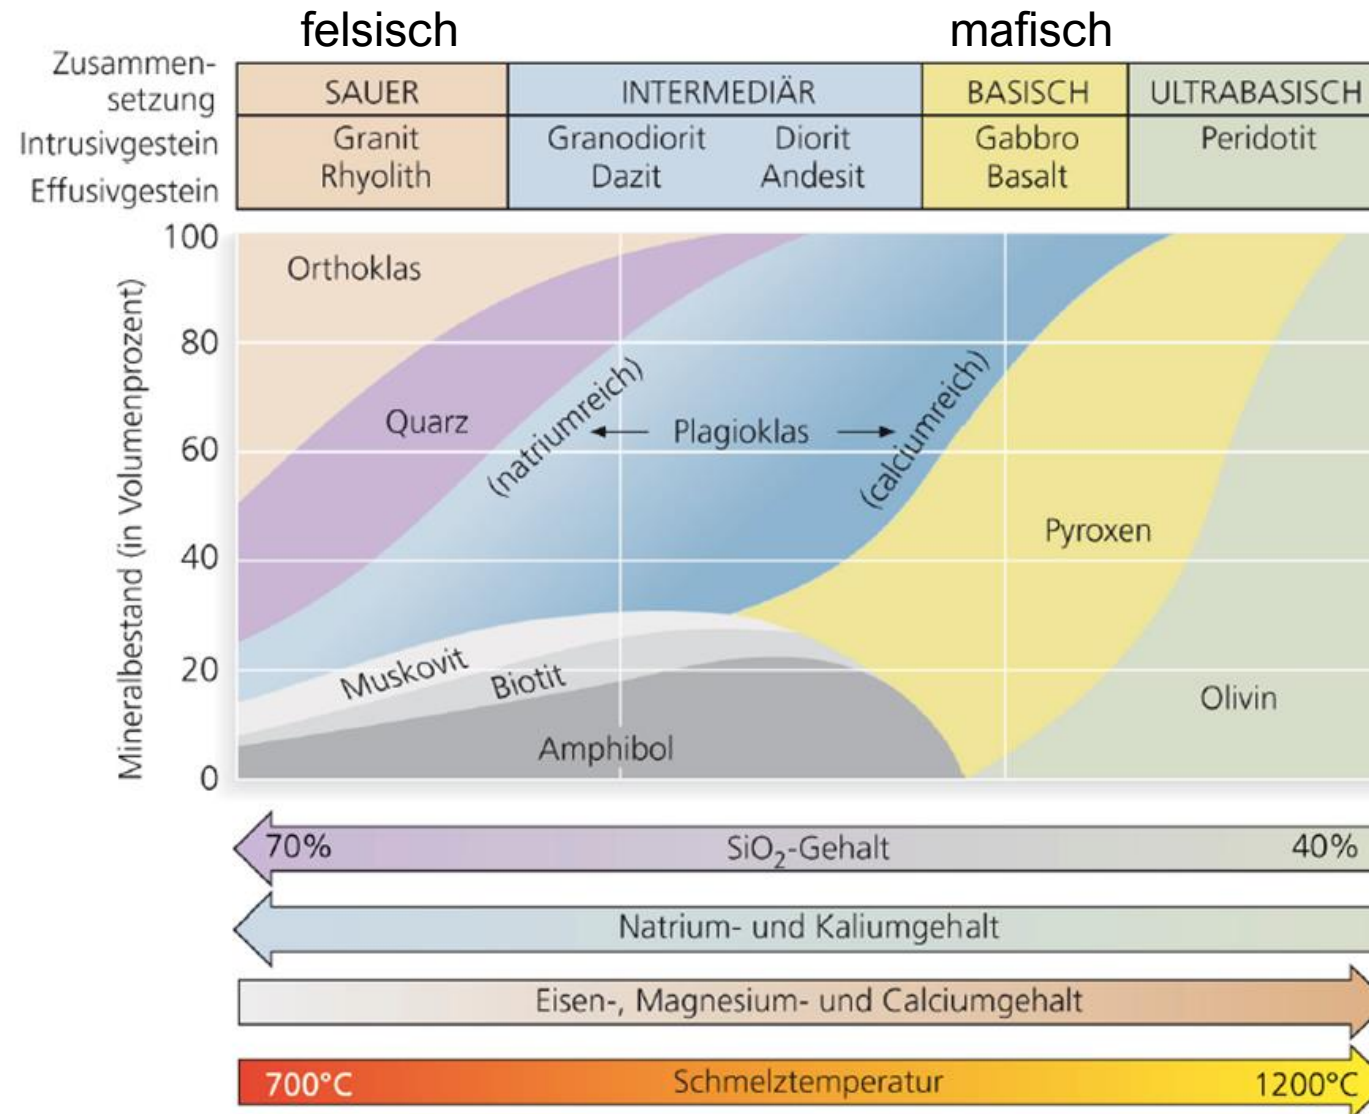 felsisch mafisch
Zusammen-
setzung
SAUER INTERMEDIÄR BASISCH ULTRABASISCH
Intrusivgestein Granit Granodiorit Diorit Gabbro Peridotit
Effusivgestein Rhyolith Dazit Andesit Basalt
Mineralbestand (in Volumenprozent)
100
80
60
40
20
0
Orthoklas
Quarz
(natriumreich)
Plagioklas
(calciumreich)
Pyroxen
Muskovit
Biotit
Amphibol
Olivin
70% SiO₂-Gehalt 40%
Natrium- und Kaliumgehalt
Eisen-, Magnesium- und Calciumgehalt
700°C Schmelztemperatur 1200°C